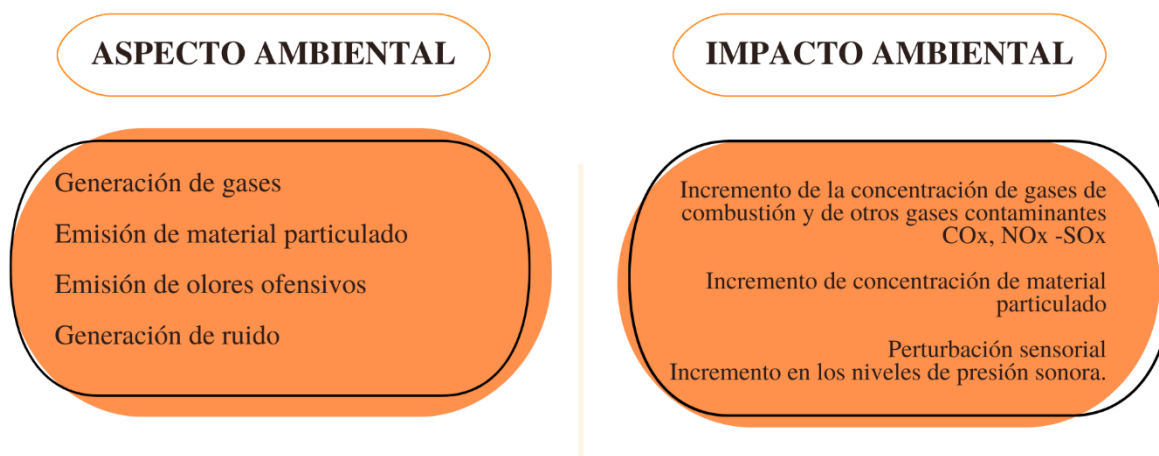 ASPECTO AMBIENTAL
Generación de gases
Emisión de material particulado
Emisión de olores ofensivos
Generación de ruido
IMPACTO AMBIENTAL
Incremento de la concentración de gases de
combustión y de otros gases contaminantes
COx, NOx -SOx
Incremento de concentración de material
particulado
Perturbación sensorial
Incremento en los niveles de presión sonora.